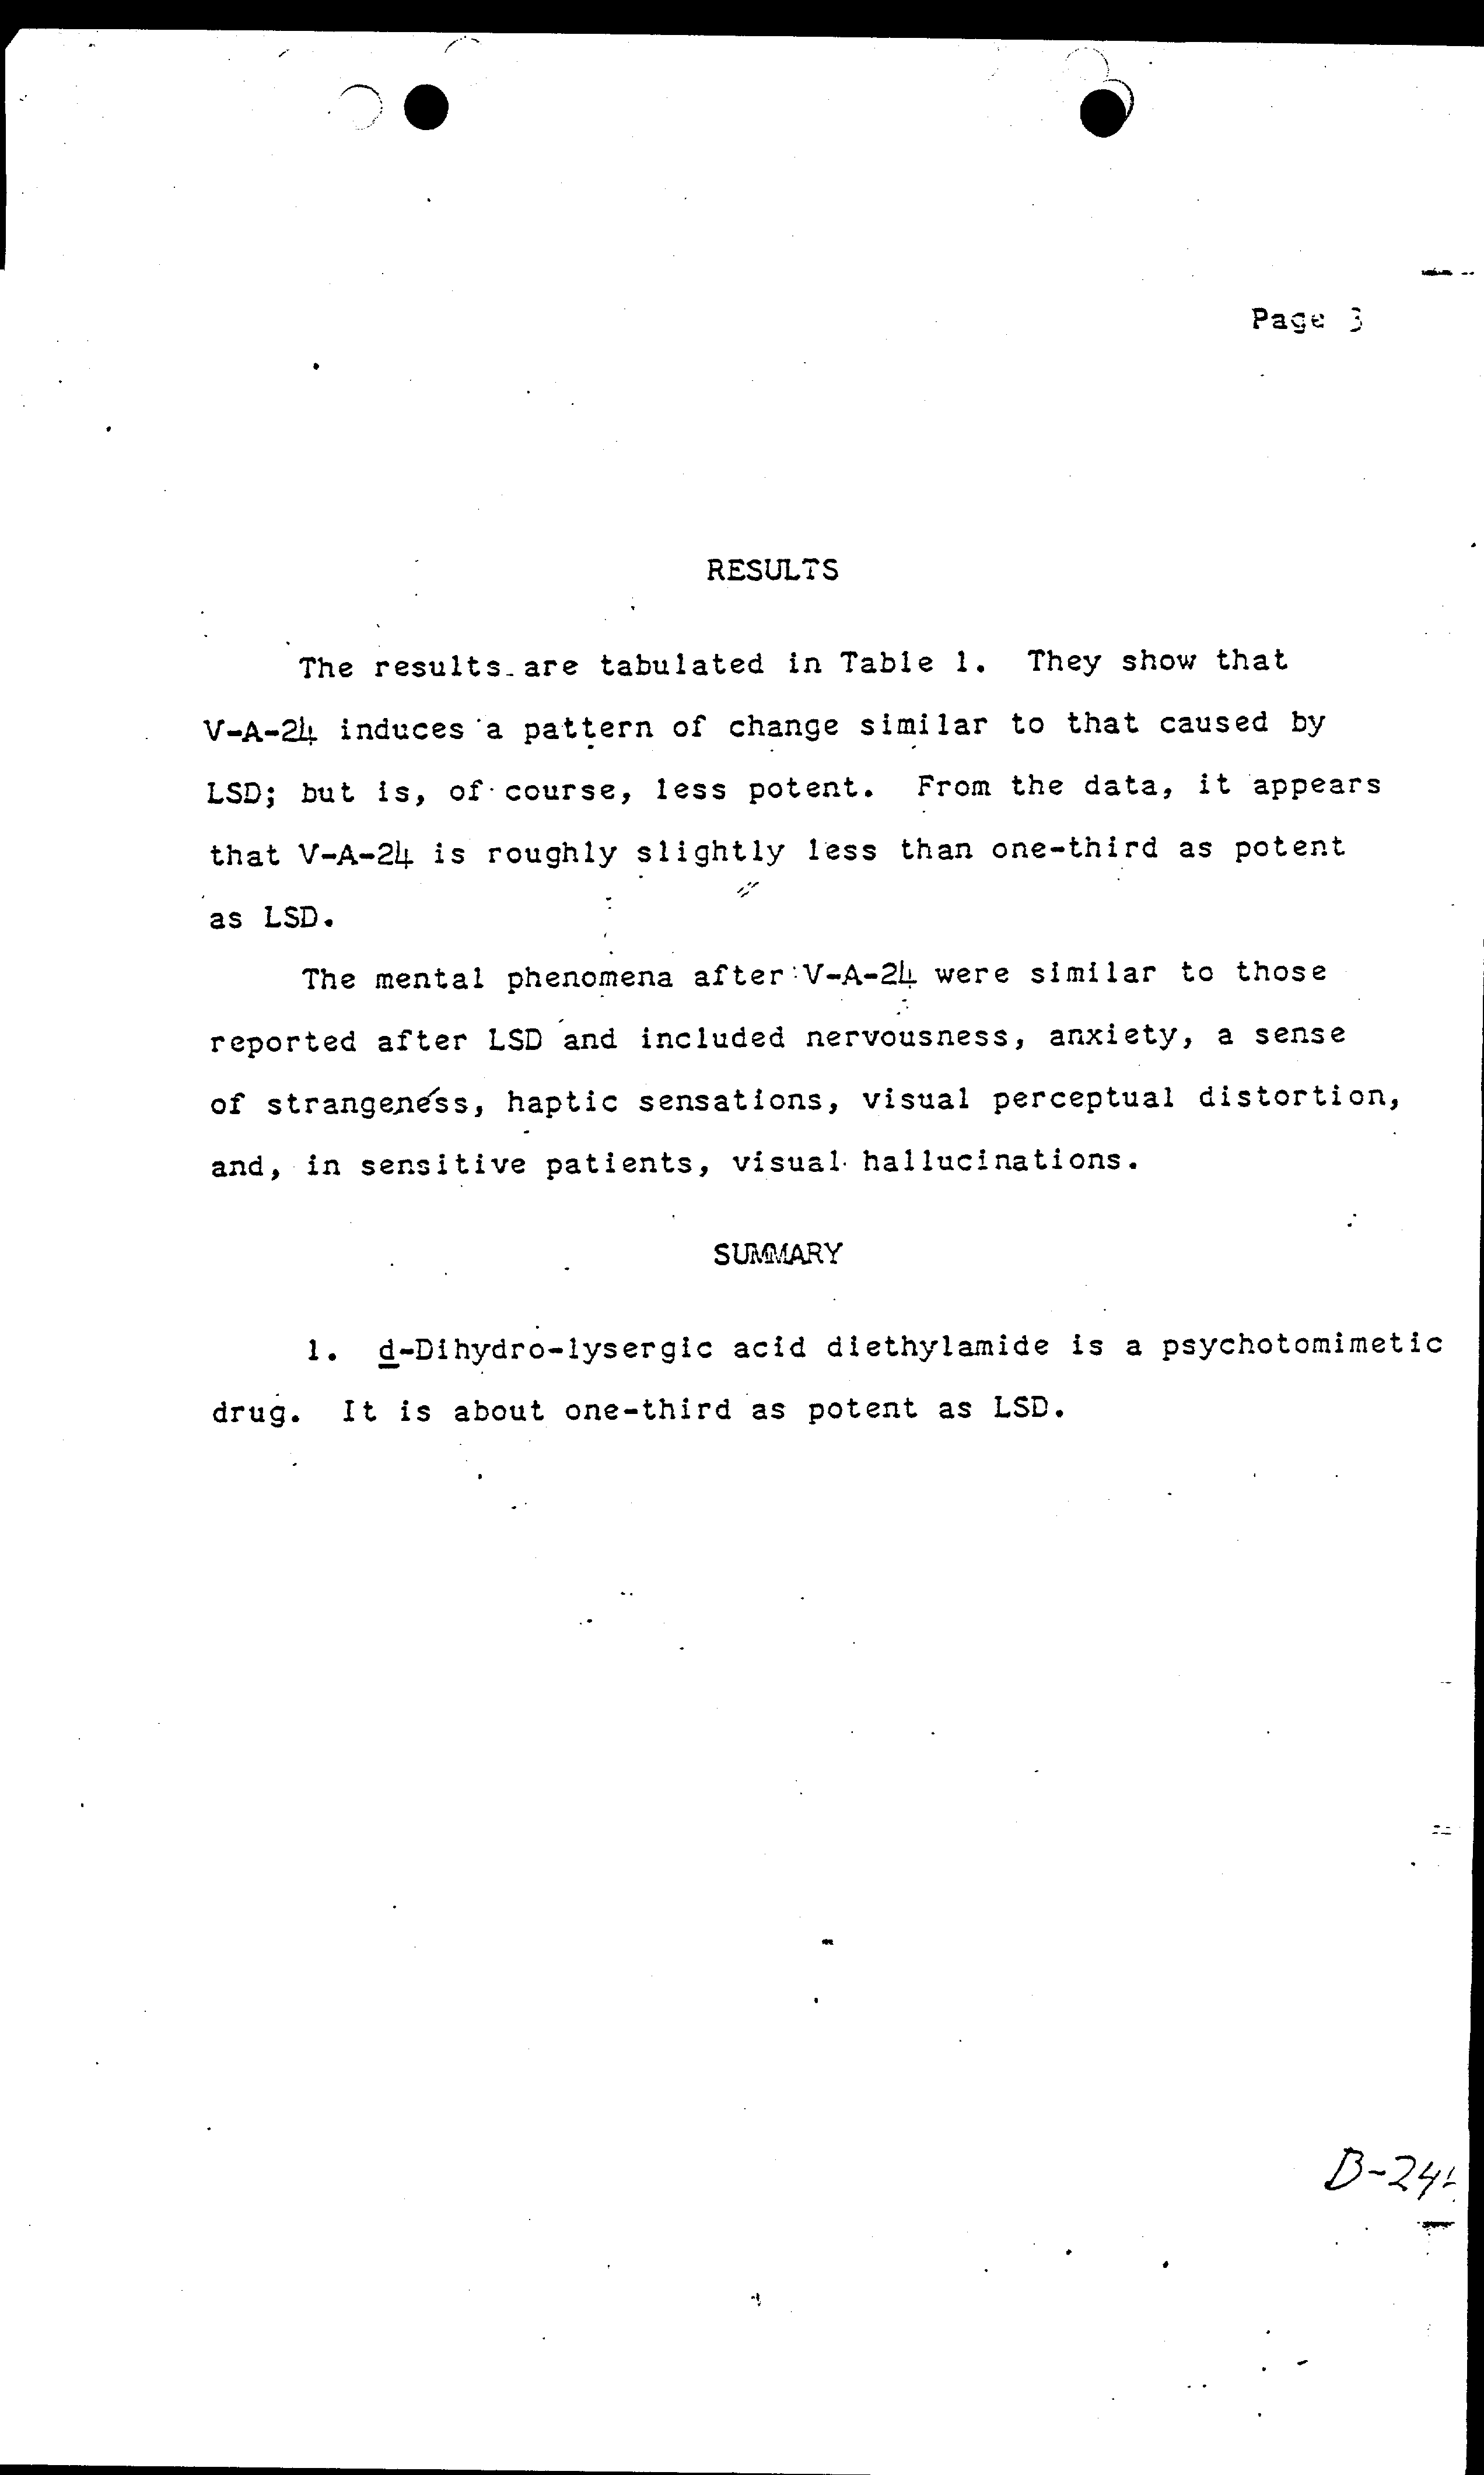 Page 3
RESULTS
The results are tabulated in Table 1. They show that
V-A-24 induces a pattern of change similar to that caused by
LSD; but is, of course, less potent. From the data, it appears
that V-A-24 is roughly slightly less than one-third as potent
as LSD.
The mental phenomena after V-A-24 were similar to those
reported after LSD and included nervousness, anxiety, a sense
of strangeness, haptic sensations, visual perceptual distortion,
and, in sensitive patients, visual hallucinations.
SUMMARY
1. d-Dihydro-lysergic acid diethylamide is a psychotomimetic
drug. It is about one-third as potent as LSD.